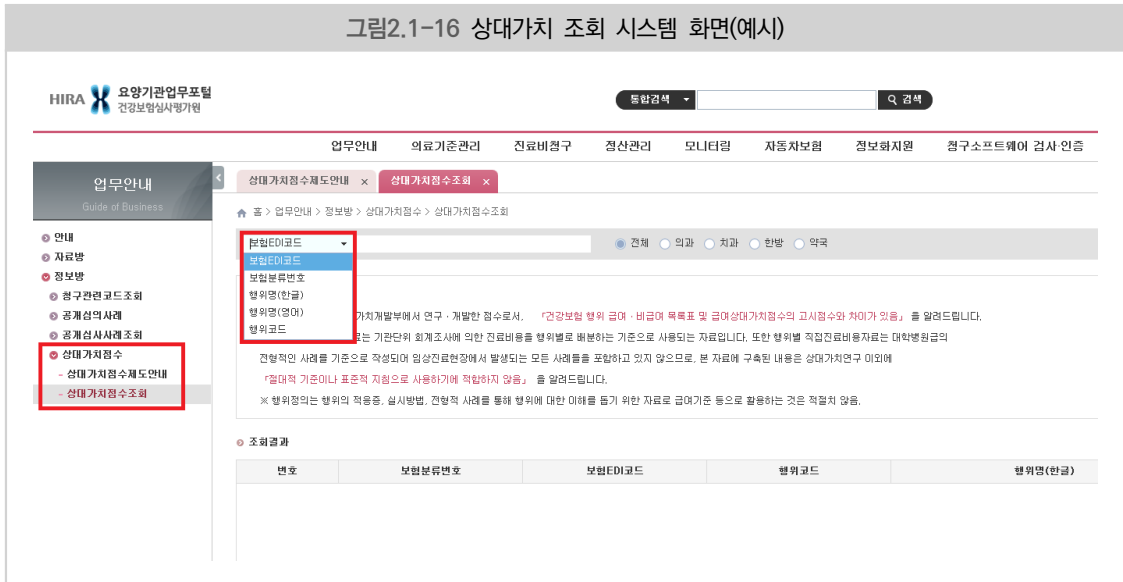 그림2.1-16 상대가치 조회 시스템 화면(예시)
HIRA 요양기관업무포털
건강보험심사평가원
통합검색
검색
업무안내 의료기준관리 진료비청구 정산관리 모니터링 자동차보험 정보화지원 청구소프트웨어 검사·인증
업무안내
Guide of Business
안내
자료방
정보방
청구관련코드조회
공개심의사례
공개심사사례조회
상대가치점수
- 상대가치점수제도안내
- 상대가치점수조회
상대가치점수제도안내 x 상대가치점수조회 x
홈 > 업무안내 > 정보방 > 상대가치점수 > 상대가치점수조회
보험EDI코드
전체 의과 치과 한방 약국
보험EDI코드
보험분류번호
행위명(한글)
행위명(영어)
행위코드
가치개발부에서 연구·개발한 점수로서, 「건강보험 행위 급여·비급여 목록표 및 급여상대가치점수의 고시점수와 차이가 있음」 을 알려드립니다.
료는 기관단위 회계조사에 의한 진료비용을 행위별로 배분하는 기준으로 사용되는 자료입니다. 또한 행위별 직접진료비용자료는 대학병원급의
전형적인 사례를 기준으로 작성되어 임상진료현장에서 발생되는 모든 사례들을 포함하고 있지 않으므로, 본 자료에 구축된 내용은 상대가치연구 이외에
「절대적 기준이나 표준적 지침으로 사용하기에 적합하지 않음」 을 알려드립니다.
※ 행위정의는 행위의 적응증, 실시방법, 전형적 사례를 통해 행위에 대한 이해를 돕기 위한 자료로 급여기준 등으로 활용하는 것은 적절치 않음.
조회결과
번호 보험분류번호 보험EDI코드 행위코드 행위명(한글)